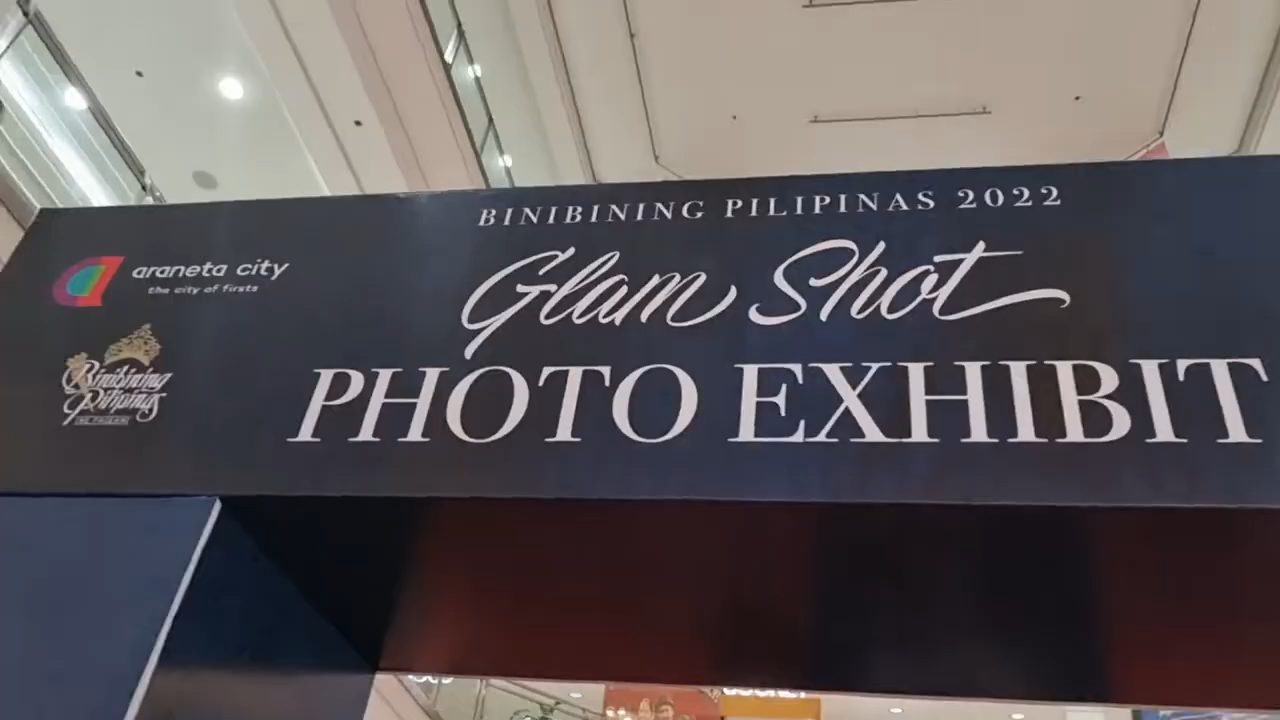 BINIBINING PILIPINAS 2022
Glam Shot
PHOTO EXHIBIT
araneta city
the city of firsts
Binibining
Pilipinas